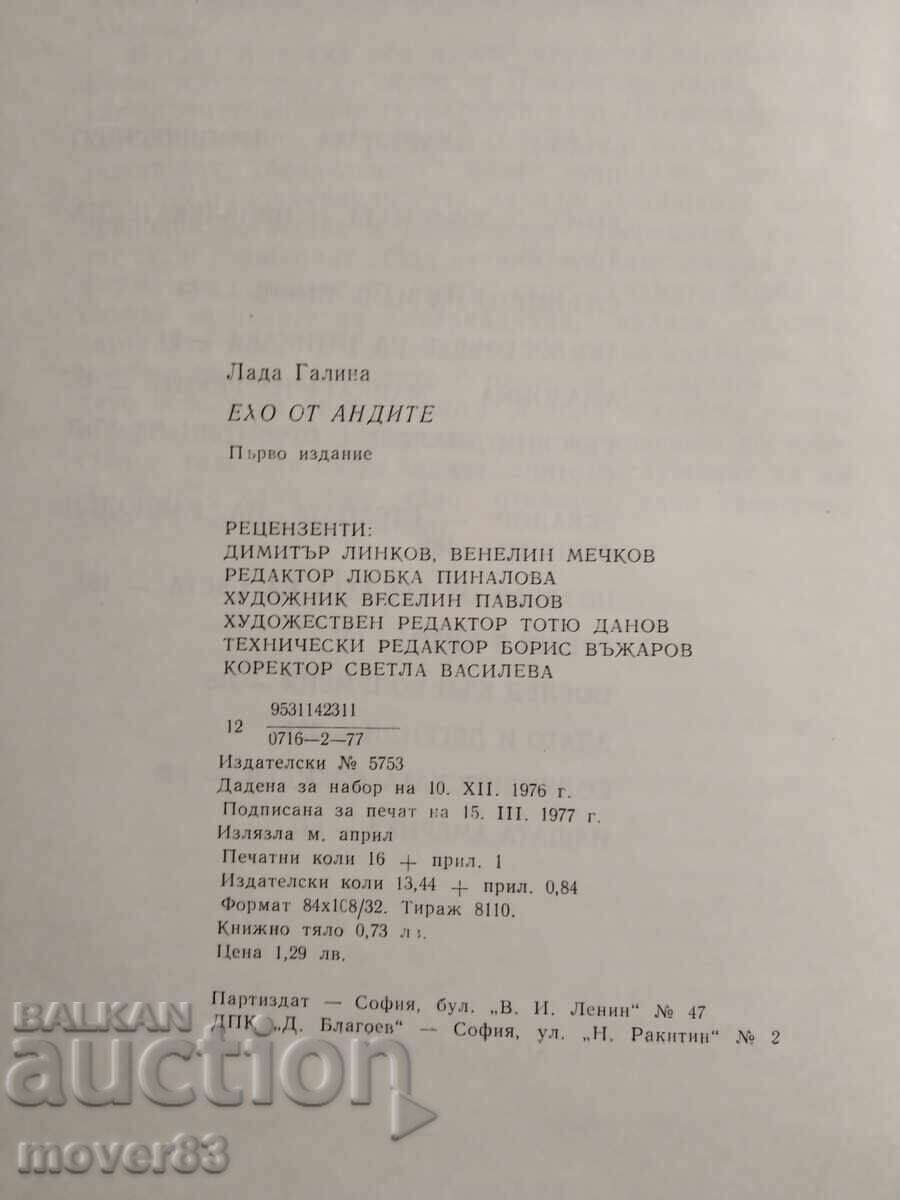 Лада Галина
ЕХО ОТ АНДИТЕ
Първо издание
РЕЦЕНЗЕНТИ:
ДИМИТЪР ЛИНКОВ, ВЕНЕЛИН МЕЧКОВ
РЕДАКТОР ЛЮБКА ПИНАЛОВА
ХУДОЖНИК ВЕСЕЛИН ПАВЛОВ
ХУДОЖЕСТВЕН РЕДАКТОР ТОТЮ ДАНОВ
ТЕХНИЧЕСКИ РЕДАКТОР БОРИС ВЪЖАРОВ
КОРЕКТОР СВЕТЛА ВАСИЛЕВА
9531142311
12
0716—2—77
Издателски № 5753
Дадена за набор на 10. XII. 1976 г.
Подписана за печат на 15. III. 1977 г.
Излязла м. април
Печатни коли 16 + прил. 1
Издателски коли 13,44 + прил. 0,84
Формат 84х108/32. Тираж 8110.
Книжно тяло 0,73 лв.
Цена 1,29 лв.
Партиздат — София, бул. „В. И. Ленин“ № 47
ДПК „Д. Благоев“ — София, ул. „Н. Ракитин“ № 2
BALKAN
auction
mover83